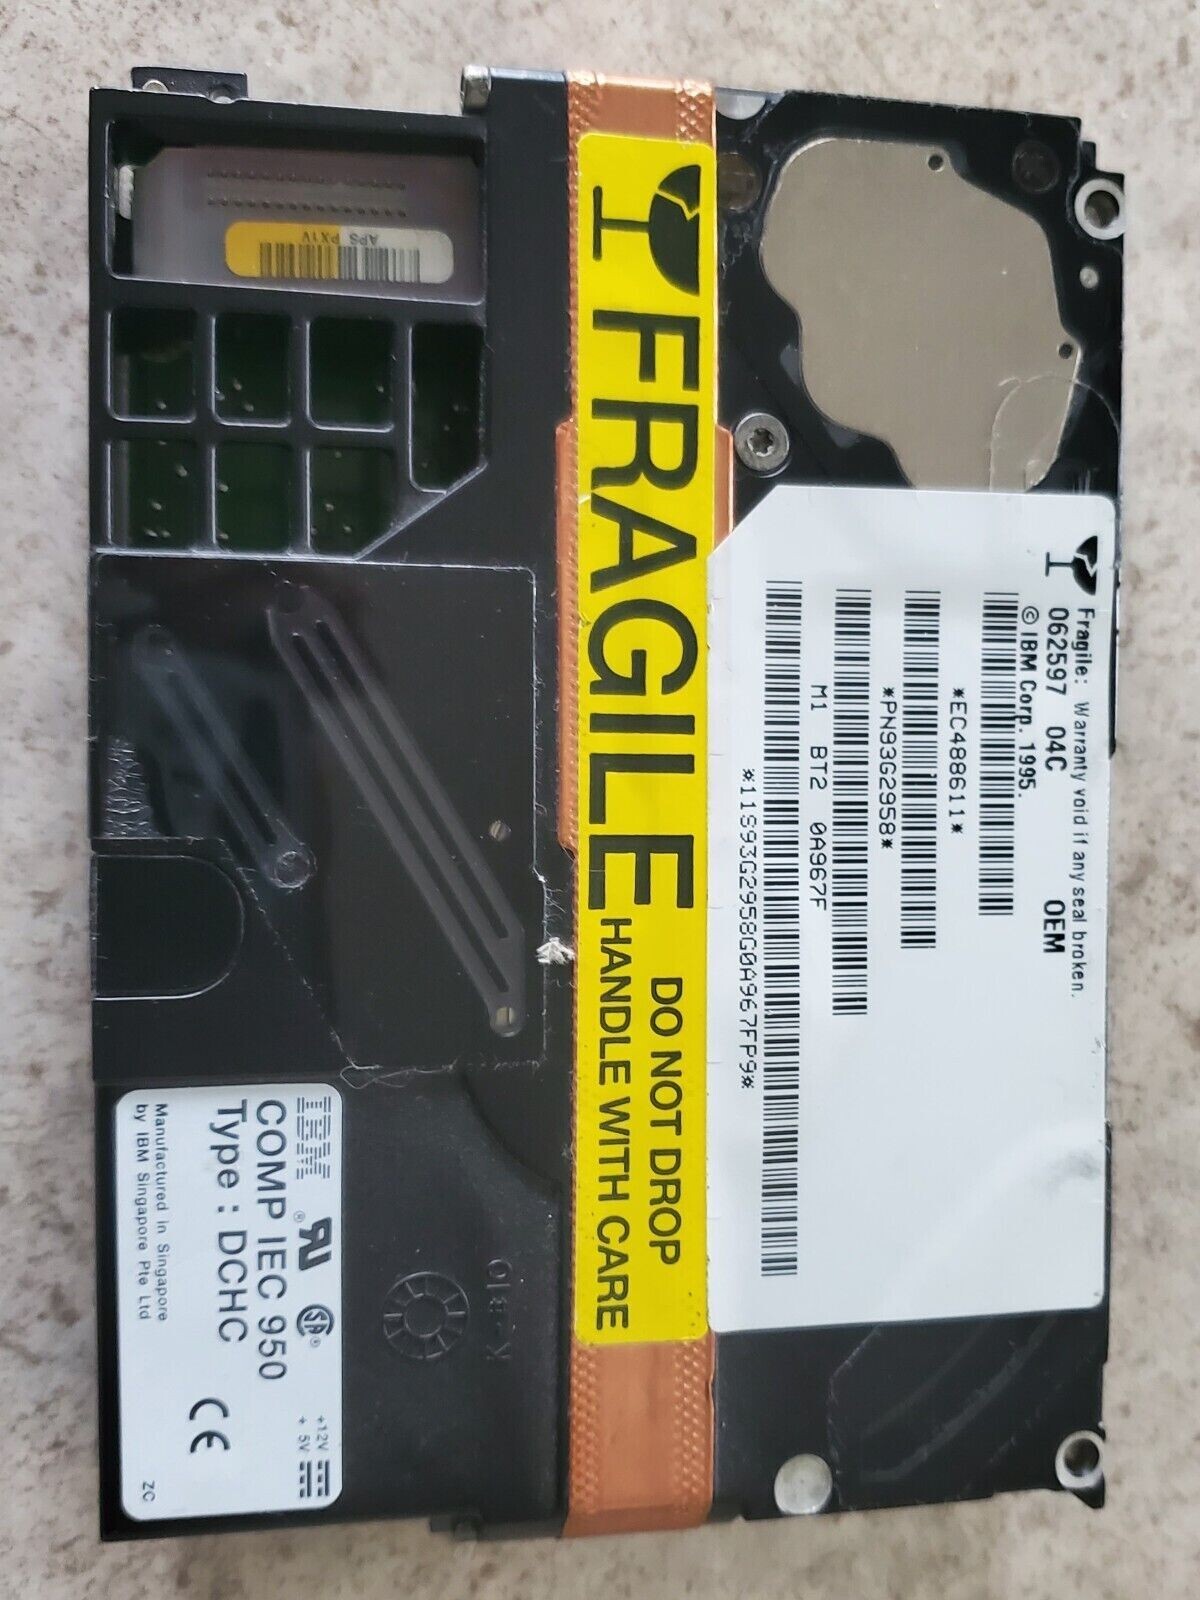 Fragile: Warranty void if any seal broken.
062597 04C OEM
© IBM Corp. 1995.
*EC488611*
*PN93G2958*
M1 BT2 0A967F
*11S93G2958G0A967FP9*
FRAGILE
DO NOT DROP
HANDLE WITH CARE
APS PX1V
IBM
COMP IEC 950
Type : DCHC
Manufactured in Singapore
by IBM Singapore Pte Ltd
+12V
+ 5V
CE
ZC